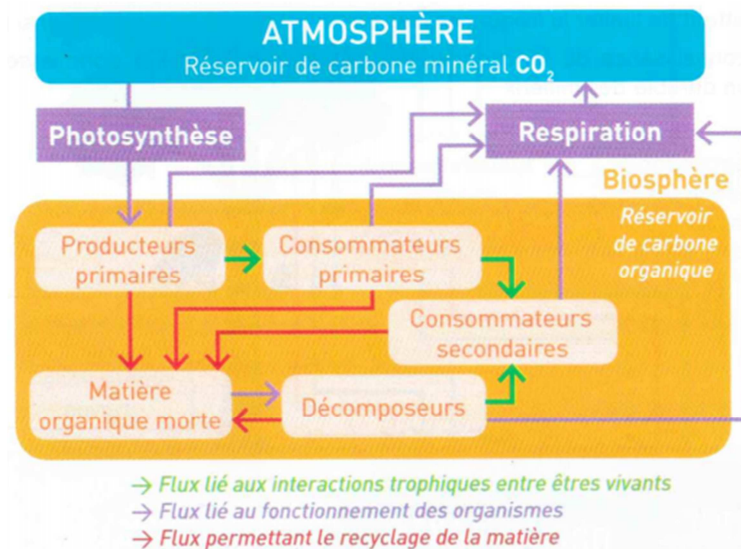 ATMOSPHÈRE
Réservoir de carbone minéral CO₂
Photosynthèse
Respiration
Biosphère
Réservoir
de carbone
organique
Producteurs
primaires
Consommateurs
primaires
Consommateurs
secondaires
Matière
organique morte
Décomposeurs
→ Flux lié aux interactions trophiques entre êtres vivants
→ Flux lié au fonctionnement des organismes
→ Flux permettant le recyclage de la matière